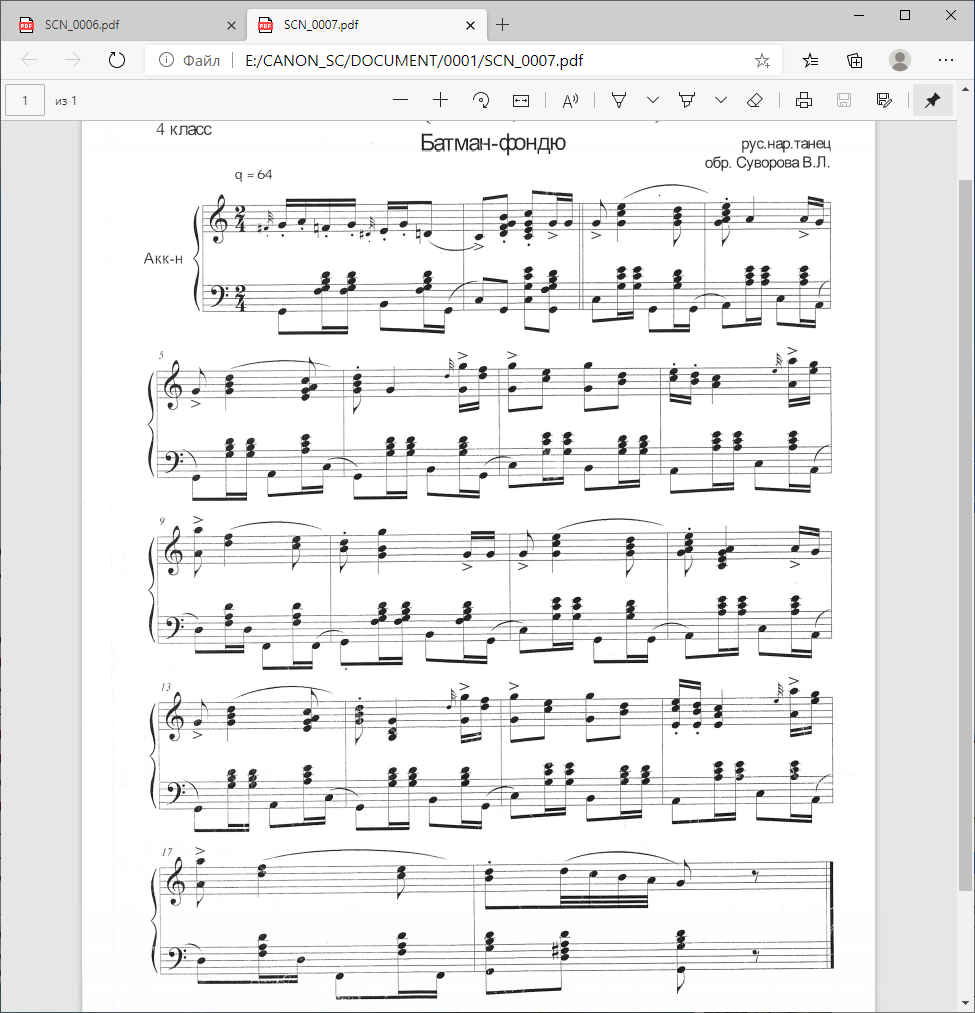 SCN_0006.pdf
SCN_0007.pdf
Файл
E:/CANON_SC/DOCUMENT/0001/SCN_0007.pdf
1 из 1
4 класс
Батман-фондю
рус.нар.танец
обр. Суворова В.Л.
q = 64
Акк-н
5
9
13
17